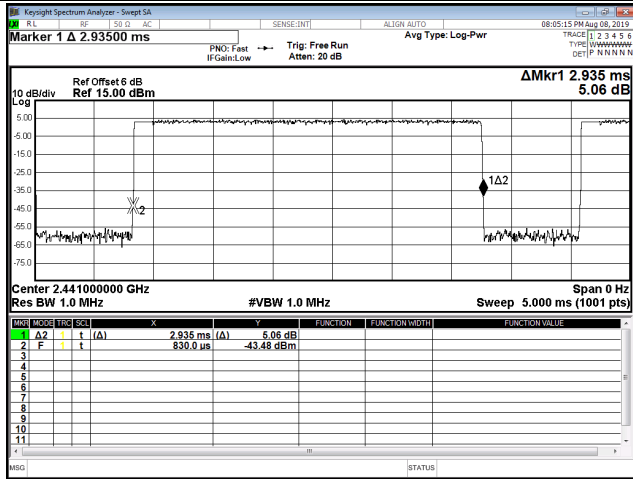 Keysight Spectrum Analyzer - Swept SA
RL RF 50 Ω AC SENSE:INT ALIGN AUTO 08:05:15 PM Aug 08, 2019
Marker 1 Δ 2.93500 ms
PNO: Fast
IFGain:Low
Trig: Free Run
Atten: 20 dB
Avg Type: Log-Pwr
TRACE 1 2 3 4 5 6
TYPE WWWWWW
DET P N N N N N
Ref Offset 6 dB
Ref 15.00 dBm
10 dB/div
Log
ΔMkr1 2.935 ms
5.06 dB
5.00
-5.00
-15.0
-25.0
-35.0
-45.0
-55.0
-65.0
-75.0
1Δ2
2
Center 2.441000000 GHz
Span 0 Hz
Res BW 1.0 MHz
#VBW 1.0 MHz
Sweep 5.000 ms (1001 pts)
MKR MODE TRC SCL X Y FUNCTION FUNCTION WIDTH FUNCTION VALUE
1 Δ2 1 t (Δ) 2.935 ms (Δ) 5.06 dB
2 F 1 t 830.0 µs -43.48 dBm
3
4
5
6
7
8
9
10
11
MSG STATUS